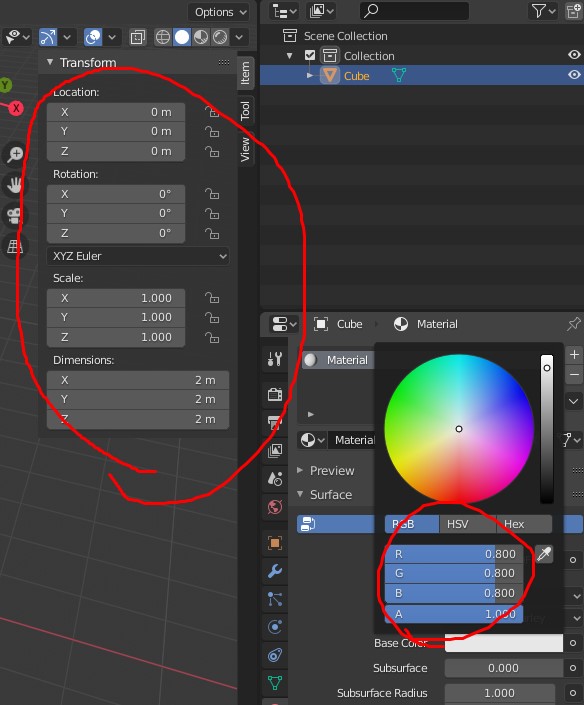 Options
Transform
Location:
X 0 m
Y 0 m
Z 0 m
Rotation:
X 0°
Y 0°
Z 0°
XYZ Euler
Scale:
X 1.000
Y 1.000
Z 1.000
Dimensions:
X 2 m
Y 2 m
Z 2 m
Item
Tool
View
Y
X
Scene Collection
Collection
Cube
Cube
Material
Material
Material
Preview
Surface
RGB HSV Hex
R 0.800
G 0.800
B 0.800
A 1.000
Base Color
Subsurface 0.000
Subsurface Radius 1.000